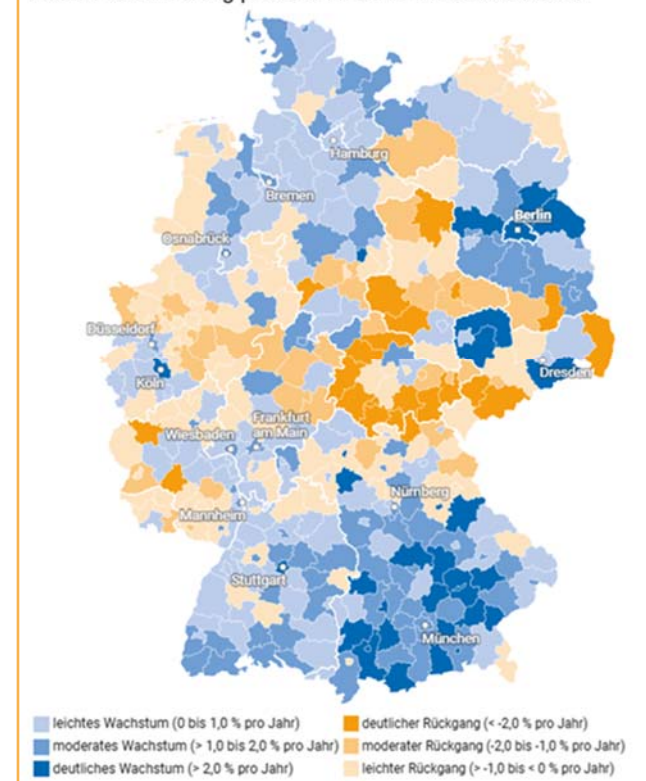 Hamburg
Bremen
Berlin
Osnabrück
Düsseldorf
Köln
Dresden
Frankfurt
am Main
Wiesbaden
Nürnberg
Mannheim
Stuttgart
München
leichtes Wachstum (0 bis 1,0 % pro Jahr)
deutlicher Rückgang (< -2,0 % pro Jahr)
moderates Wachstum (> 1,0 bis 2,0 % pro Jahr)
moderater Rückgang (-2,0 bis -1,0 % pro Jahr)
deutliches Wachstum (> 2,0 % pro Jahr)
leichter Rückgang (> -1,0 bis < 0 % pro Jahr)